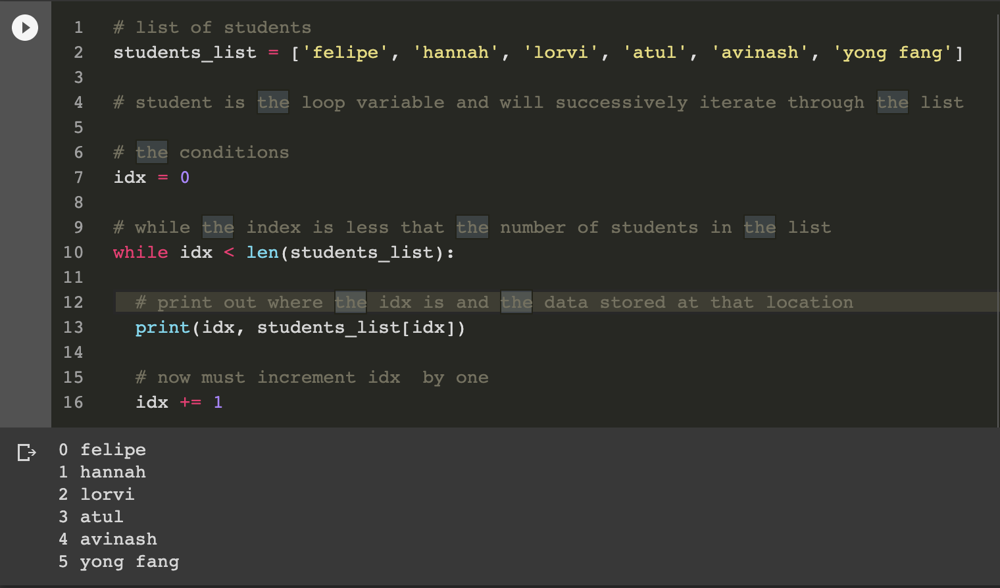 1 # list of students
2 students_list = ['felipe', 'hannah', 'lorvi', 'atul', 'avinash', 'yong fang']
3
4 # student is the loop variable and will successively iterate through the list
5
6 # the conditions
7 idx = 0
8
9 # while the index is less that the number of students in the list
10 while idx < len(students_list):
11
12   # print out where the idx is and the data stored at that location
13   print(idx, students_list[idx])
14
15   # now must increment idx  by one
16   idx += 1
0 felipe
1 hannah
2 lorvi
3 atul
4 avinash
5 yong fang